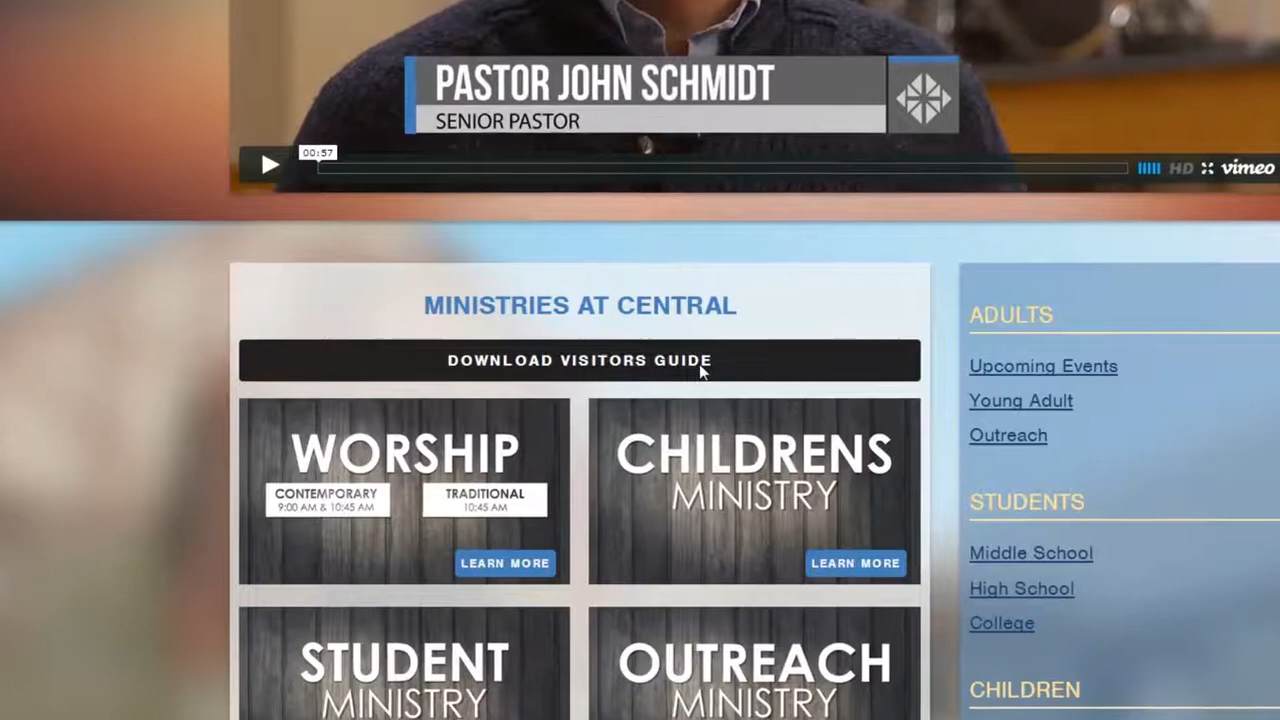 PASTOR JOHN SCHMIDT
SENIOR PASTOR
00:57
HD vimeo
MINISTRIES AT CENTRAL
DOWNLOAD VISITORS GUIDE
WORSHIP
CONTEMPORARY
9:00 AM & 10:45 AM
TRADITIONAL
10:45 AM
LEARN MORE
CHILDRENS
MINISTRY
LEARN MORE
STUDENT
MINISTRY
OUTREACH
MINISTRY
ADULTS
Upcoming Events
Young Adult
Outreach
STUDENTS
Middle School
High School
College
CHILDREN